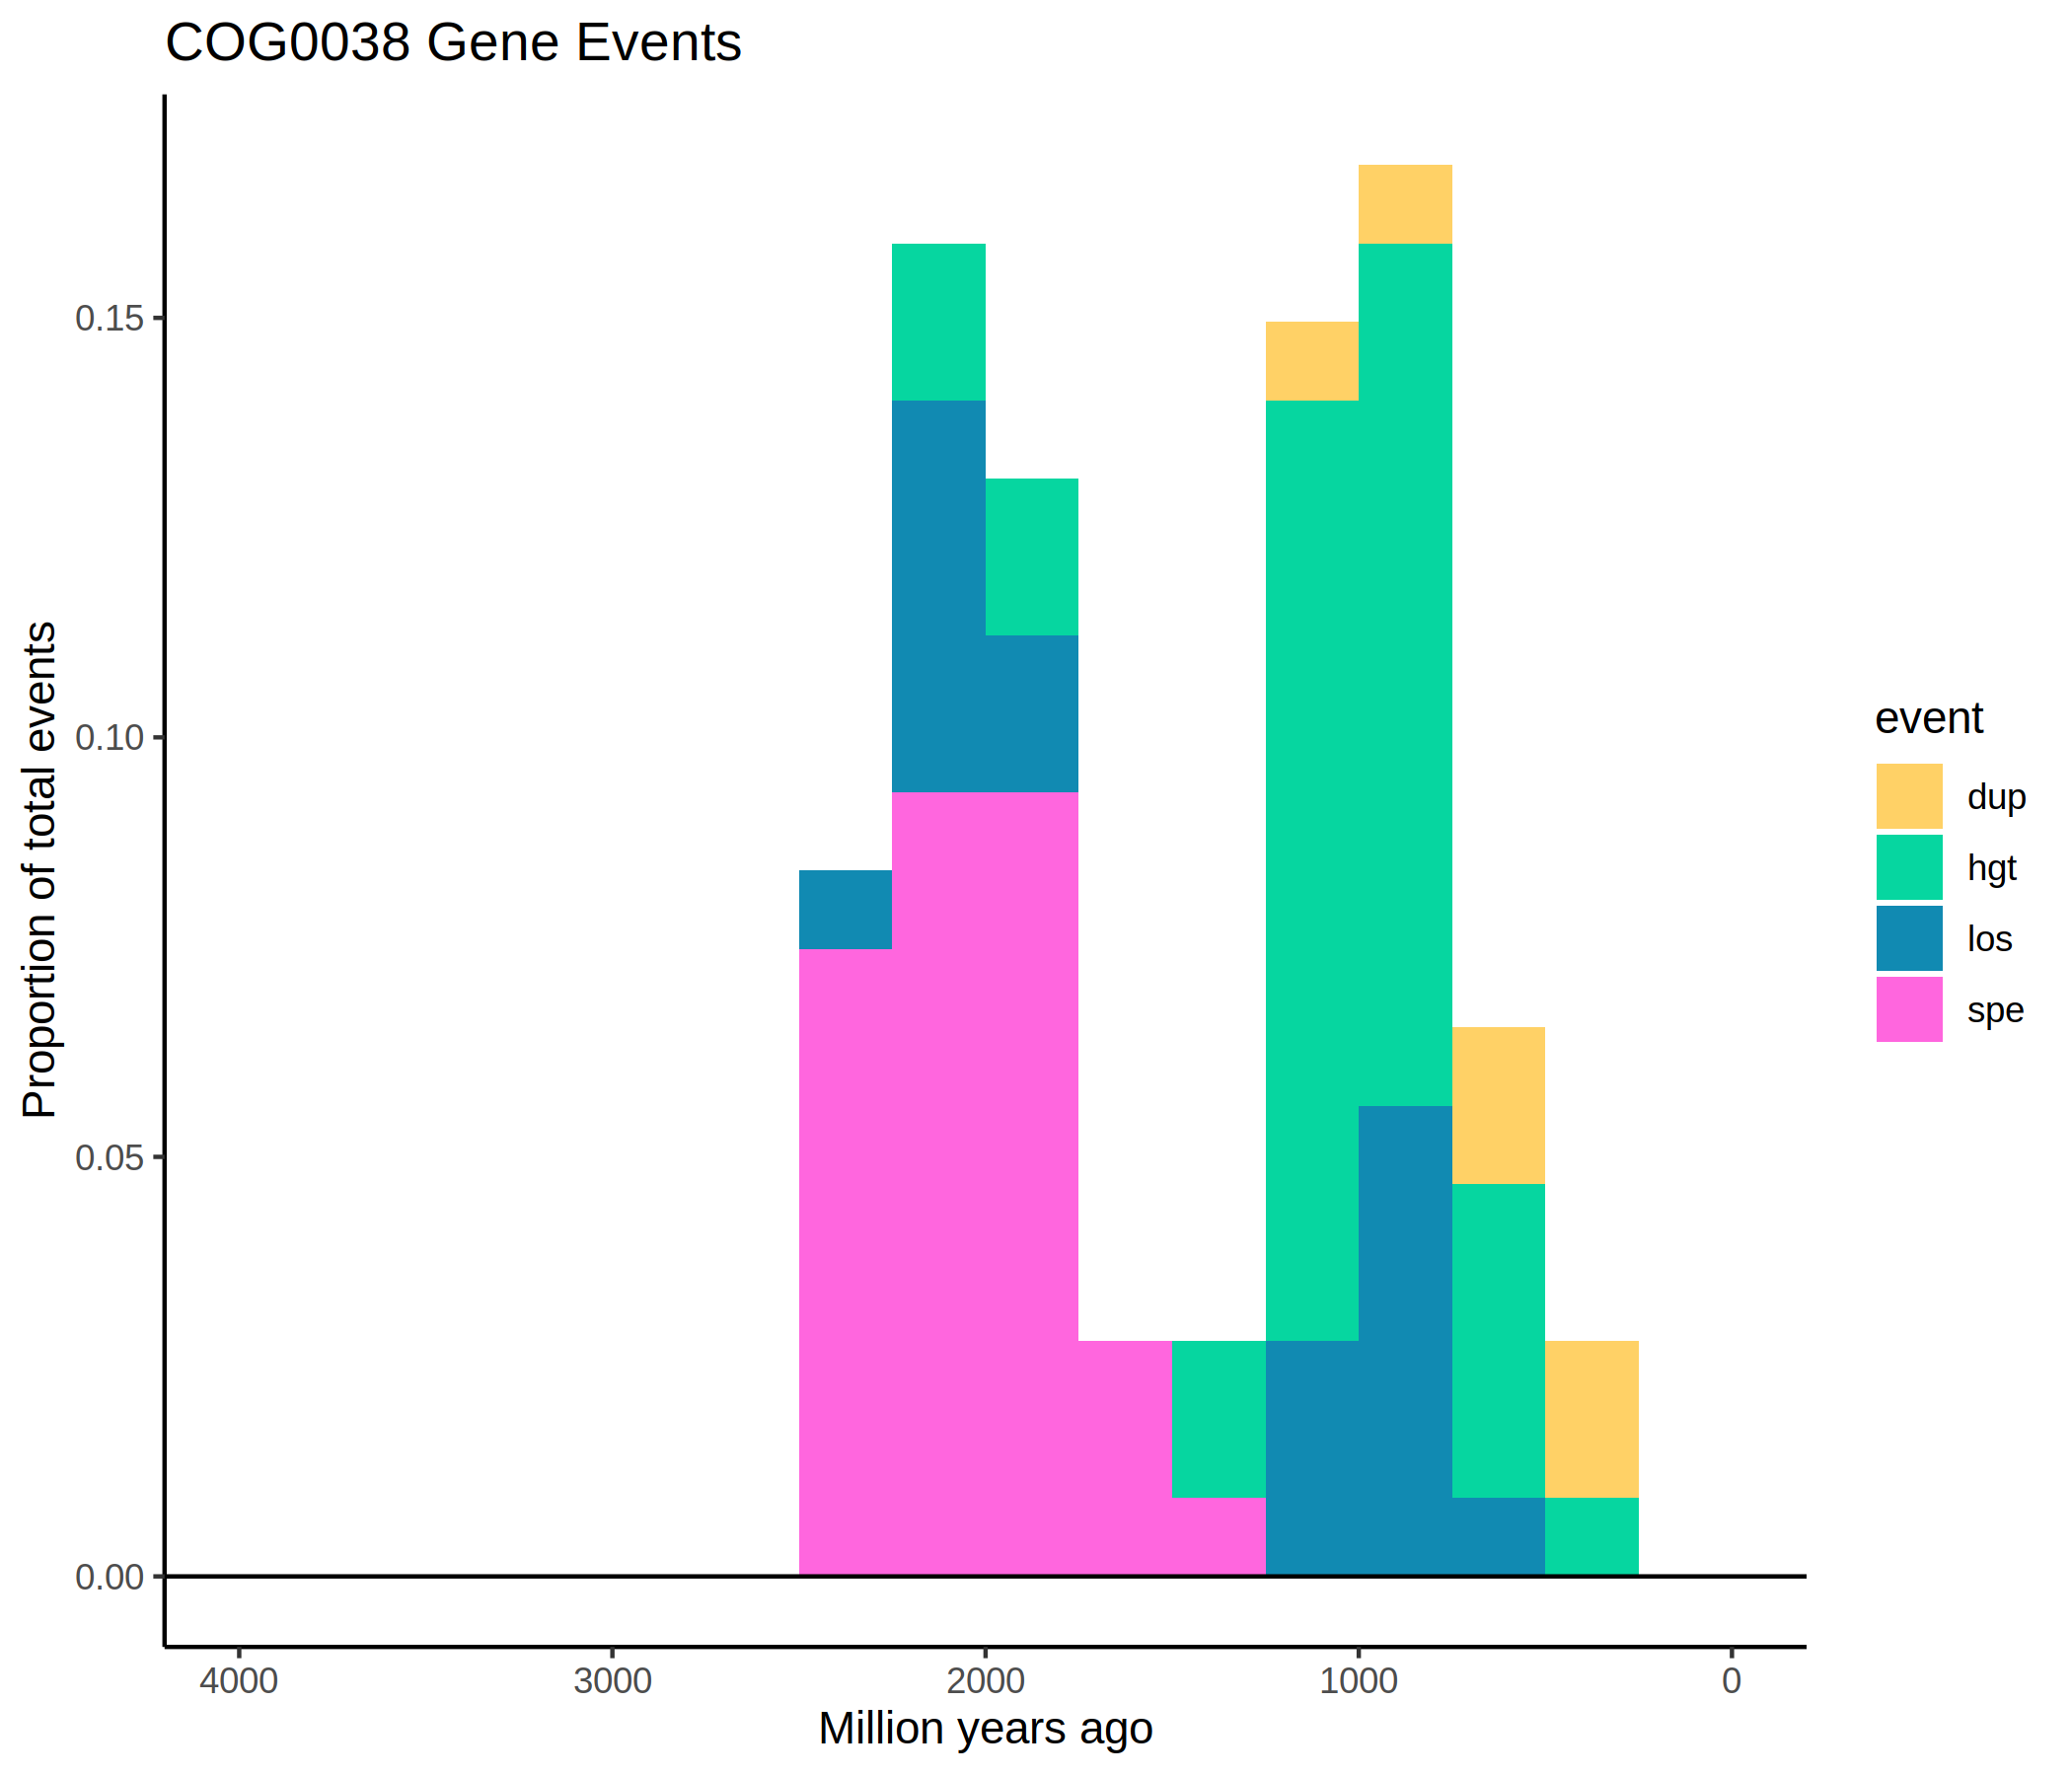 COG0038 Gene Events
Proportion of total events
0.15
0.10
0.05
0.00
4000 3000 2000 1000 0
Million years ago
event
dup
hgt
los
spe